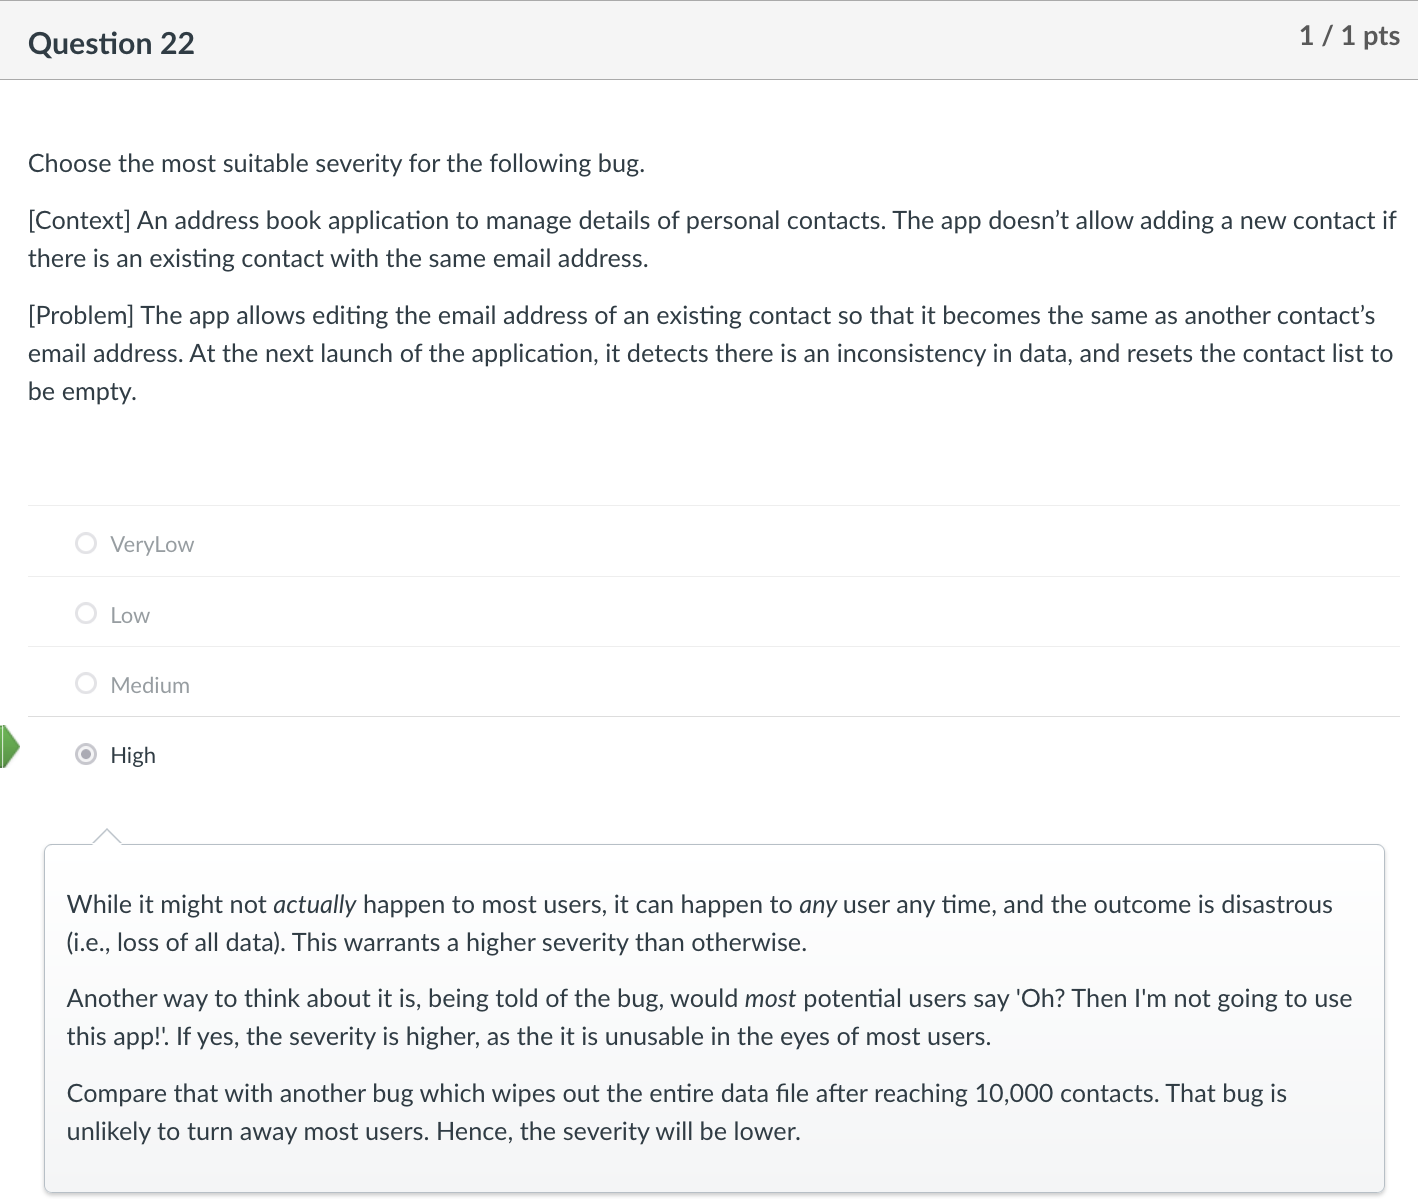 Question 22
1 / 1 pts
Choose the most suitable severity for the following bug.
[Context] An address book application to manage details of personal contacts. The app doesn’t allow adding a new contact if
there is an existing contact with the same email address.
[Problem] The app allows editing the email address of an existing contact so that it becomes the same as another contact’s
email address. At the next launch of the application, it detects there is an inconsistency in data, and resets the contact list to
be empty.
VeryLow
Low
Medium
High
While it might not actually happen to most users, it can happen to any user any time, and the outcome is disastrous
(i.e., loss of all data). This warrants a higher severity than otherwise.
Another way to think about it is, being told of the bug, would most potential users say 'Oh? Then I'm not going to use
this app!'. If yes, the severity is higher, as the it is unusable in the eyes of most users.
Compare that with another bug which wipes out the entire data file after reaching 10,000 contacts. That bug is
unlikely to turn away most users. Hence, the severity will be lower.